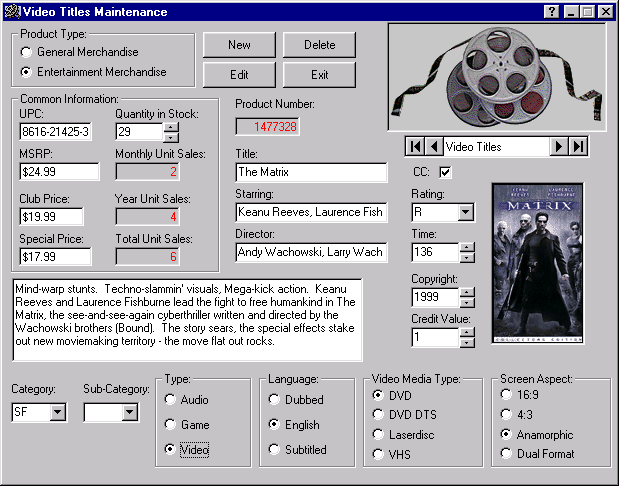 Video Titles Maintenance
Product Type:
General Merchandise
Entertainment Merchandise
New
Delete
Edit
Exit
Common Information:
UPC:
Quantity in Stock:
8616-21425-3
29
MSRP:
Monthly Unit Sales:
$24.99
2
Club Price:
Year Unit Sales:
$19.99
4
Special Price:
Total Unit Sales:
$17.99
6
Product Number:
1477328
Title:
The Matrix
Starring:
Keanu Reeves, Laurence Fish
Director:
Andy Wachowski, Larry Wach
Video Titles
CC:
Rating:
R
Time:
136
Copyright:
1999
Credit Value:
1
KEANU REEVES
LAURENCE FISHBURNE
MATRIX
COLLECTORS EDITION
Mind-warp stunts.  Techno-slammin' visuals, Mega-kick action.  Keanu
Reeves and Laurence Fishburne lead the fight to free humankind in The
Matrix, the see-and-see-again cyberthriller written and directed by the
Wachowski brothers (Bound).  The story sears, the special effects stake
out new moviemaking territory - the move flat out rocks.
Category:
SF
Sub-Category:
Type:
Audio
Game
Video
Language:
Dubbed
English
Subtitled
Video Media Type:
DVD
DVD DTS
Laserdisc
VHS
Screen Aspect:
16:9
4:3
Anamorphic
Dual Format